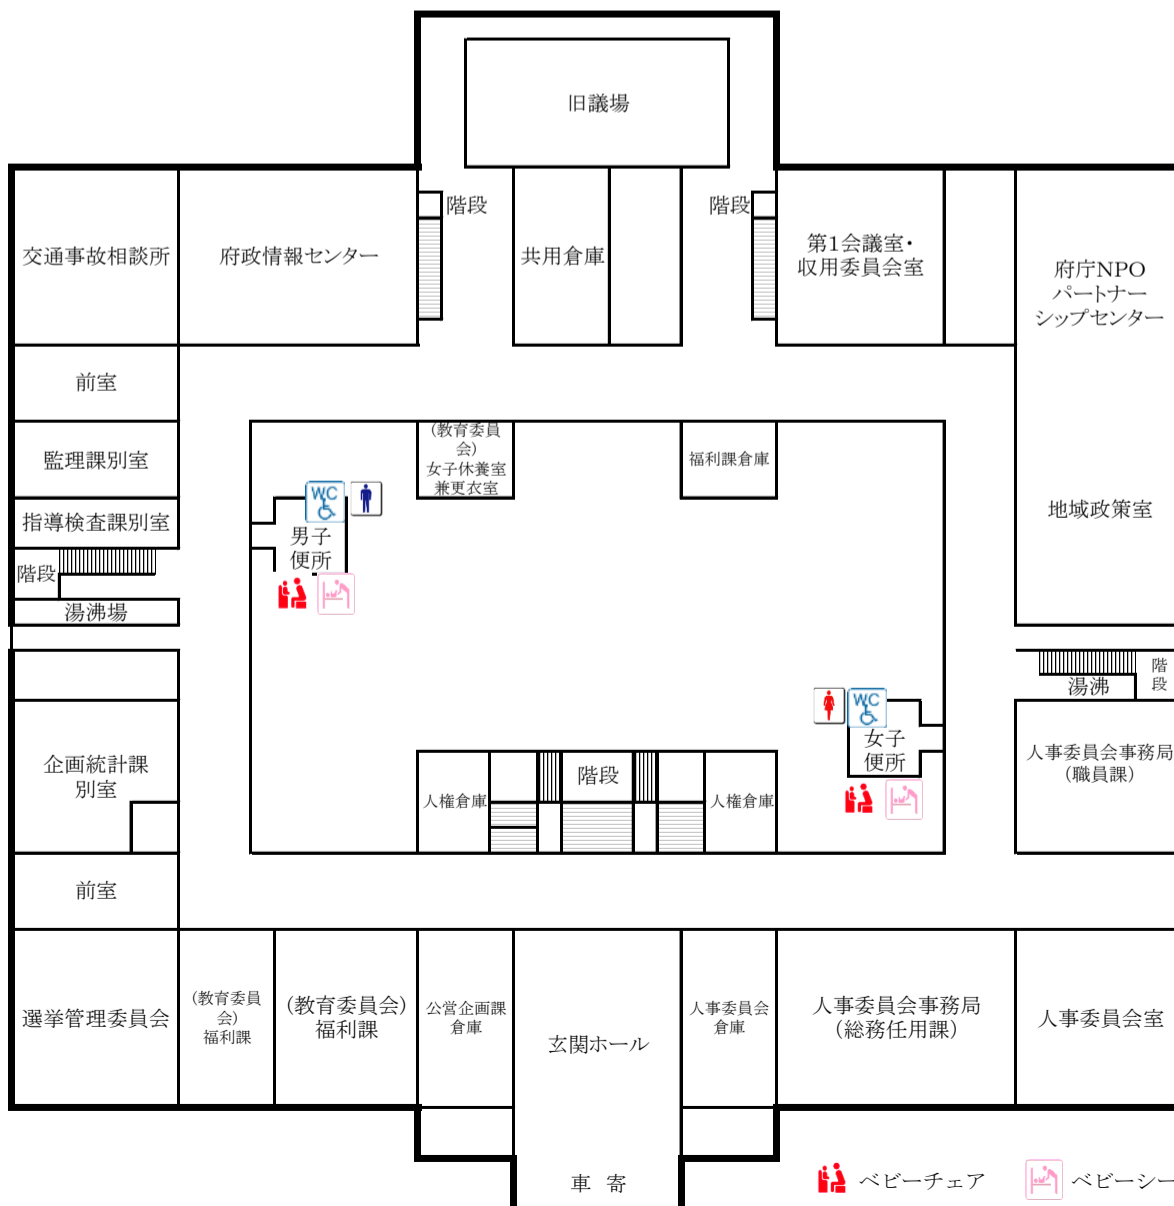 旧議場
階段
階段
交通事故相談所
府政情報センター
共用倉庫
第1会議室・
収用委員会室
府庁NPO
パートナー
シップセンター
前室
(教育委員
会)
女子休養室
兼更衣室
福利課倉庫
監理課別室
指導検査課別室
WC
男子
便所
地域政策室
階段
湯沸場
階
段
湯沸
WC
女子
便所
企画統計課
別室
階段
人権倉庫
人権倉庫
人事委員会事務局
(職員課)
前室
選挙管理委員会
(教育委員
会)
福利課
(教育委員会)
福利課
公営企画課
倉庫
玄関ホール
人事委員会
倉庫
人事委員会事務局
(総務任用課)
人事委員会室
車 寄
ベビーチェア
ベビーシー